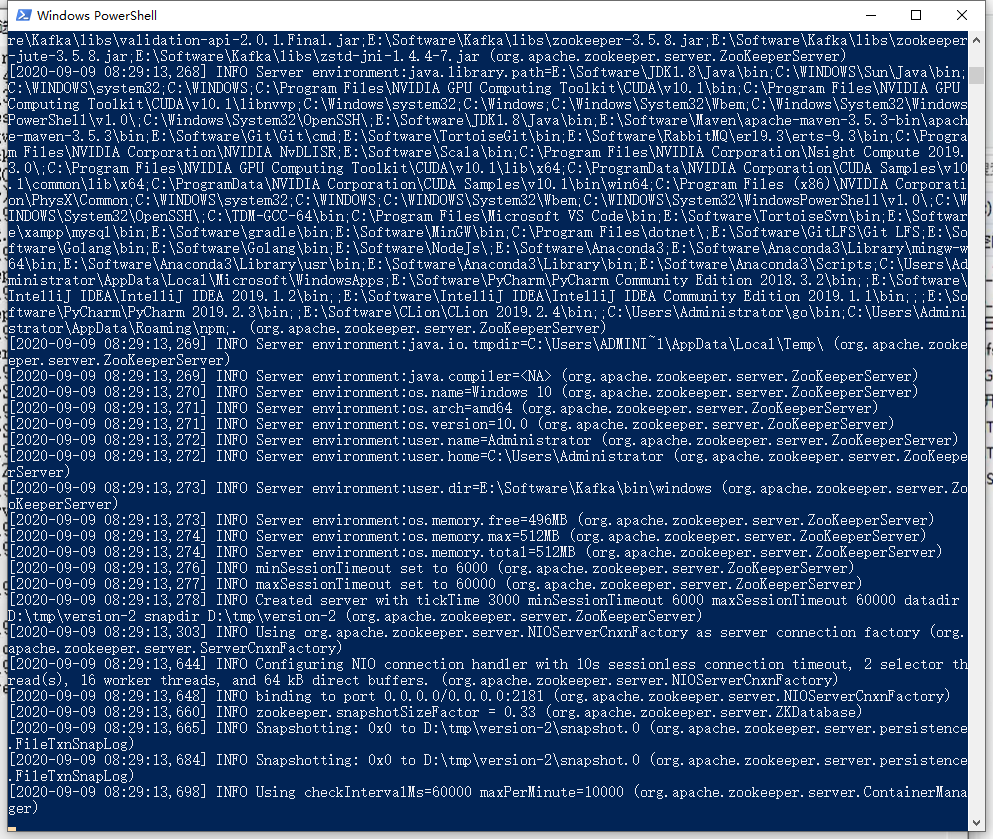 Windows PowerShell
re\Kafka\libs\validation-api-2.0.1.Final.jar;E:\Software\Kafka\libs\zookeeper-3.5.8.jar;E:\Software\Kafka\libs\zookeeper
-jute-3.5.8.jar;E:\Software\Kafka\libs\zstd-jni-1.4.4-7.jar (org.apache.zookeeper.server.ZooKeeperServer)
[2020-09-09 08:29:13,268] INFO Server environment:java.library.path=E:\Software\JDK1.8\Java\bin;C:\WINDOWS\Sun\Java\bin;
C:\WINDOWS\system32;C:\WINDOWS;C:\Program Files\NVIDIA GPU Computing Toolkit\CUDA\v10.1\bin;C:\Program Files\NVIDIA GPU
Computing Toolkit\CUDA\v10.1\libnvvp;C:\Windows\system32;C:\Windows;C:\Windows\System32\Wbem;C:\Windows\System32\Windows
PowerShell\v1.0\;C:\Windows\System32\OpenSSH\;E:\Software\JDK1.8\Java\bin;E:\Software\Maven\apache-maven-3.5.3-bin\apach
e-maven-3.5.3\bin;E:\Software\Git\Git\cmd;E:\Software\TortoiseGit\bin;E:\Software\RabbitMQ\erl9.3\erts-9.3\bin;C:\Progra
m Files\NVIDIA Corporation\NVIDIA NvDLISR;E:\Software\Scala\bin;C:\Program Files\NVIDIA Corporation\Nsight Compute 2019.
3.0\;C:\Program Files\NVIDIA GPU Computing Toolkit\CUDA\v10.1\lib\x64;C:\ProgramData\NVIDIA Corporation\CUDA Samples\v10
.1\common\lib\x64;C:\ProgramData\NVIDIA Corporation\CUDA Samples\v10.1\bin\win64;C:\Program Files (x86)\NVIDIA Corporati
on\PhysX\Common;C:\WINDOWS\system32;C:\WINDOWS;C:\WINDOWS\System32\Wbem;C:\WINDOWS\System32\WindowsPowerShell\v1.0\;C:\W
INDOWS\System32\OpenSSH\;C:\TDM-GCC-64\bin;C:\Program Files\Microsoft VS Code\bin;E:\Software\TortoiseSvn\bin;E:\Softwar
e\xampp\mysql\bin;E:\Software\gradle\bin;E:\Software\MinGW\bin;C:\Program Files\dotnet\;E:\Software\GitLFS\Git LFS;E:\So
ftware\Golang\bin;E:\Software\Golang\bin;E:\Software\NodeJs\;E:\Software\Anaconda3;E:\Software\Anaconda3\Library\mingw-w
64\bin;E:\Software\Anaconda3\Library\usr\bin;E:\Software\Anaconda3\Library\bin;E:\Software\Anaconda3\Scripts;C:\Users\Ad
ministrator\AppData\Local\Microsoft\WindowsApps;E:\Software\PyCharm\PyCharm Community Edition 2018.3.2\bin;;E:\Software\
IntelliJ IDEA\IntelliJ IDEA 2019.1.2\bin;;E:\Software\IntelliJ IDEA\IntelliJ IDEA Community Edition 2019.1.1\bin;;;E:\So
ftware\PyCharm\PyCharm 2019.2.3\bin;;E:\Software\CLion\CLion 2019.2.4\bin;;C:\Users\Administrator\go\bin;C:\Users\Admini
strator\AppData\Roaming\npm;. (org.apache.zookeeper.server.ZooKeeperServer)
[2020-09-09 08:29:13,269] INFO Server environment:java.io.tmpdir=C:\Users\ADMINI~1\AppData\Local\Temp\ (org.apache.zooke
eper.server.ZooKeeperServer)
[2020-09-09 08:29:13,269] INFO Server environment:java.compiler=<NA> (org.apache.zookeeper.server.ZooKeeperServer)
[2020-09-09 08:29:13,270] INFO Server environment:os.name=Windows 10 (org.apache.zookeeper.server.ZooKeeperServer)
[2020-09-09 08:29:13,271] INFO Server environment:os.arch=amd64 (org.apache.zookeeper.server.ZooKeeperServer)
[2020-09-09 08:29:13,271] INFO Server environment:os.version=10.0 (org.apache.zookeeper.server.ZooKeeperServer)
[2020-09-09 08:29:13,272] INFO Server environment:user.name=Administrator (org.apache.zookeeper.server.ZooKeeperServer)
[2020-09-09 08:29:13,272] INFO Server environment:user.home=C:\Users\Administrator (org.apache.zookeeper.server.ZooKeepe
rServer)
[2020-09-09 08:29:13,273] INFO Server environment:user.dir=E:\Software\Kafka\bin\windows (org.apache.zookeeper.server.Zo
oKeeperServer)
[2020-09-09 08:29:13,273] INFO Server environment:os.memory.free=496MB (org.apache.zookeeper.server.ZooKeeperServer)
[2020-09-09 08:29:13,274] INFO Server environment:os.memory.max=512MB (org.apache.zookeeper.server.ZooKeeperServer)
[2020-09-09 08:29:13,274] INFO Server environment:os.memory.total=512MB (org.apache.zookeeper.server.ZooKeeperServer)
[2020-09-09 08:29:13,276] INFO minSessionTimeout set to 6000 (org.apache.zookeeper.server.ZooKeeperServer)
[2020-09-09 08:29:13,277] INFO maxSessionTimeout set to 60000 (org.apache.zookeeper.server.ZooKeeperServer)
[2020-09-09 08:29:13,278] INFO Created server with tickTime 3000 minSessionTimeout 6000 maxSessionTimeout 60000 datadir
D:\tmp\version-2 snapdir D:\tmp\version-2 (org.apache.zookeeper.server.ZooKeeperServer)
[2020-09-09 08:29:13,303] INFO Using org.apache.zookeeper.server.NIOServerCnxnFactory as server connection factory (org.
apache.zookeeper.server.ServerCnxnFactory)
[2020-09-09 08:29:13,644] INFO Configuring NIO connection handler with 10s sessionless connection timeout, 2 selector th
read(s), 16 worker threads, and 64 kB direct buffers. (org.apache.zookeeper.server.NIOServerCnxnFactory)
[2020-09-09 08:29:13,648] INFO binding to port 0.0.0.0/0.0.0.0:2181 (org.apache.zookeeper.server.NIOServerCnxnFactory)
[2020-09-09 08:29:13,660] INFO zookeeper.snapshotSizeFactor = 0.33 (org.apache.zookeeper.server.ZKDatabase)
[2020-09-09 08:29:13,665] INFO Snapshotting: 0x0 to D:\tmp\version-2\snapshot.0 (org.apache.zookeeper.server.persistence
.FileTxnSnapLog)
[2020-09-09 08:29:13,684] INFO Snapshotting: 0x0 to D:\tmp\version-2\snapshot.0 (org.apache.zookeeper.server.persistence
.FileTxnSnapLog)
[2020-09-09 08:29:13,698] INFO Using checkIntervalMs=60000 maxPerMinute=10000 (org.apache.zookeeper.server.ContainerMana
ger)